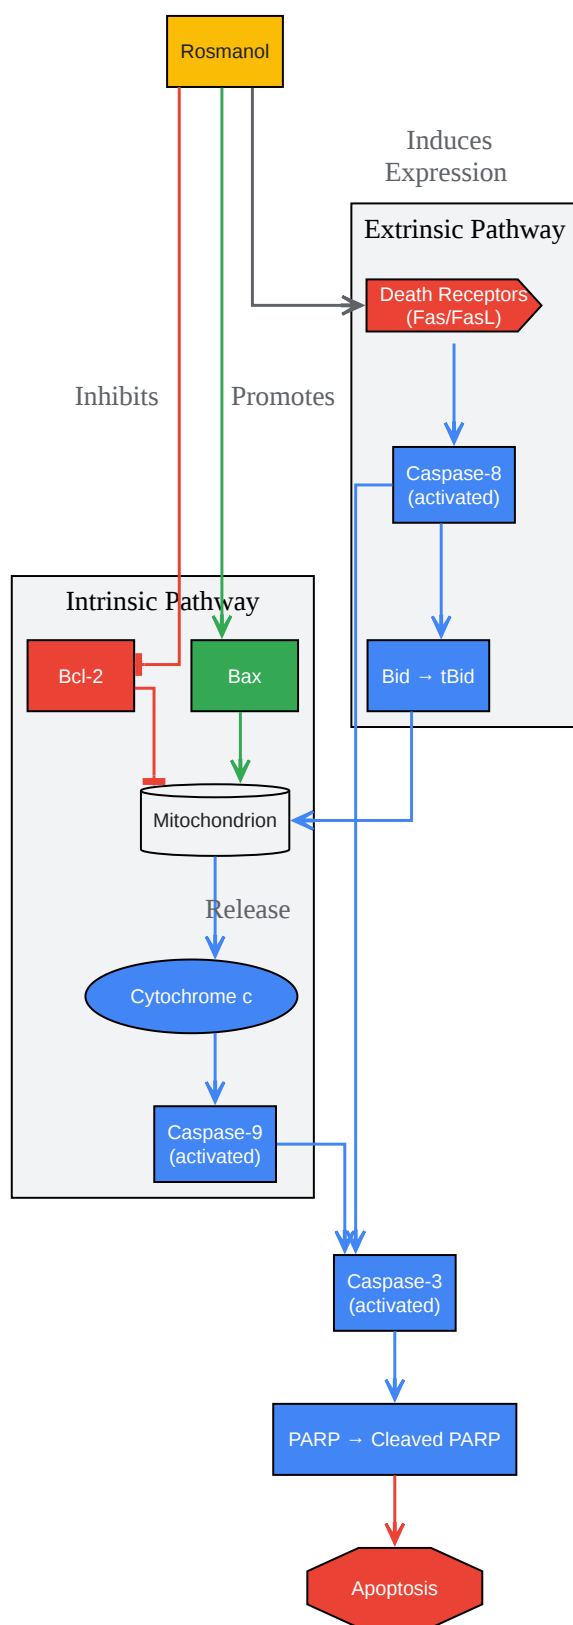 Rosmanol
Induces
Expression
Extrinsic Pathway
Death Receptors
(Fas/FasL)
Inhibits
Promotes
Caspase-8
(activated)
Intrinsic Pathway
Bcl-2
Bax
Bid → tBid
Mitochondrion
Release
Cytochrome c
Caspase-9
(activated)
Caspase-3
(activated)
PARP → Cleaved PARP
Apoptosis